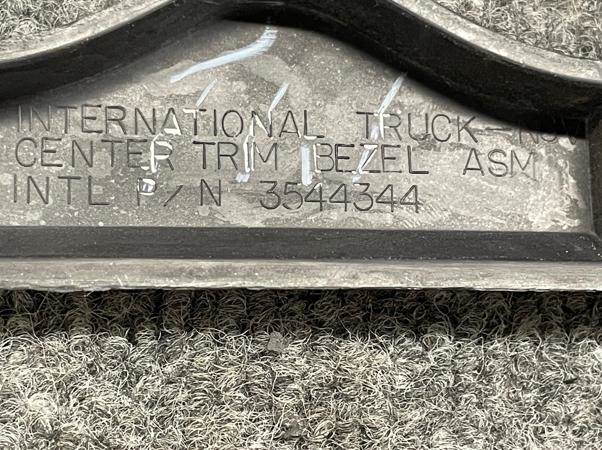 INTERNATIONAL TRUCK-
CENTER TRIM BEZEL ASM
INTL P/N 3544344